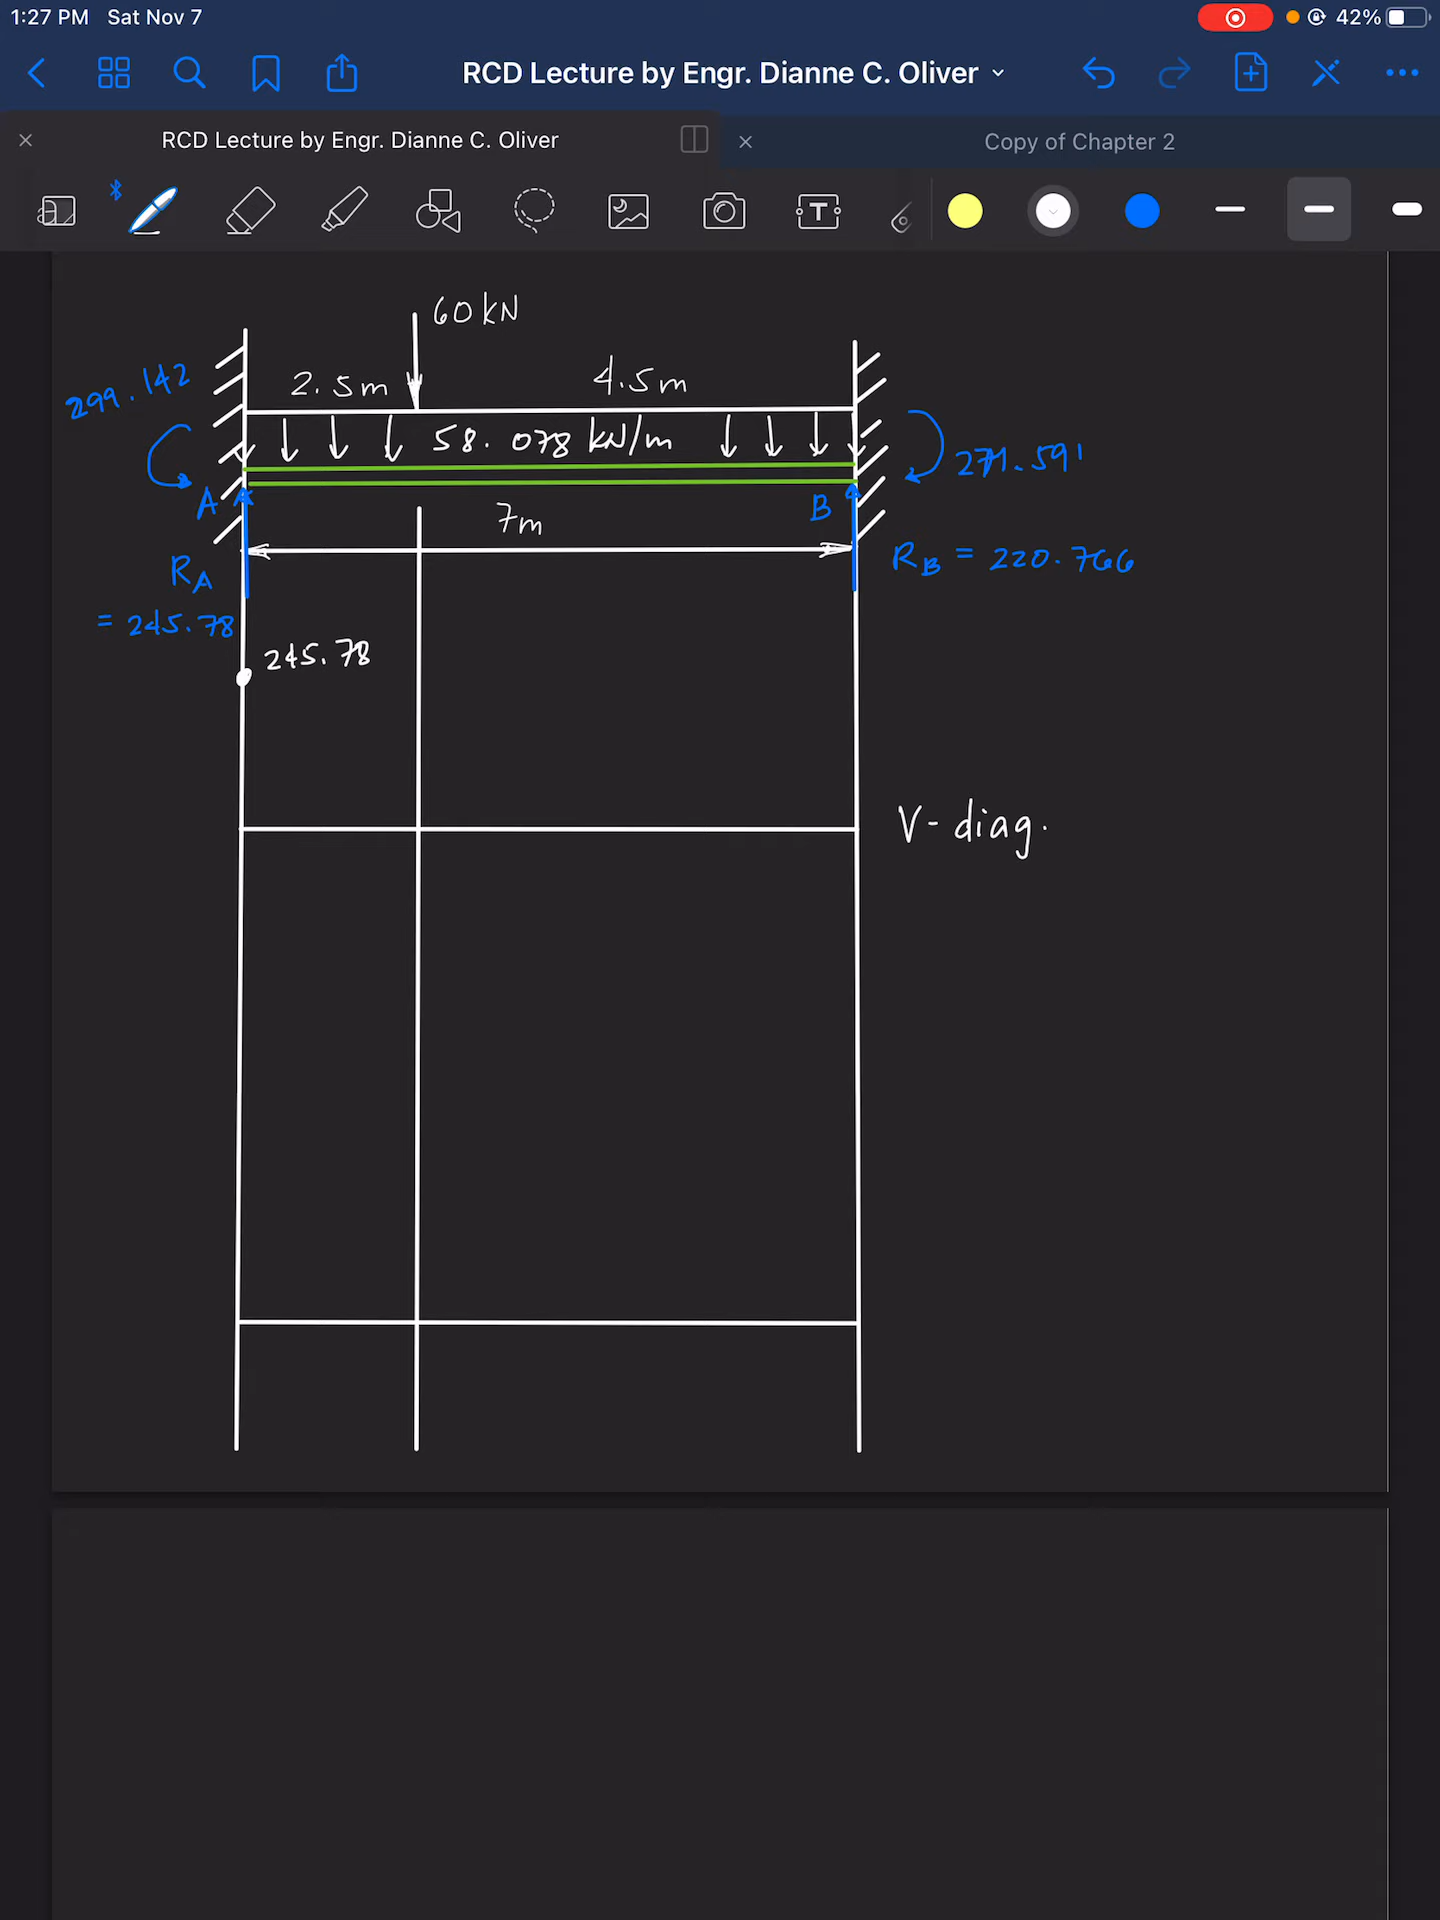 1:27 PM Sat Nov 7
42%
RCD Lecture by Engr. Dianne C. Oliver
RCD Lecture by Engr. Dianne C. Oliver
Copy of Chapter 2
T
60 kN
299.142
2.5m
4.5m
58.078 kN/m
271.591
A
B
7m
RA
= 245.78
RB = 220.766
245.78
V-diag.